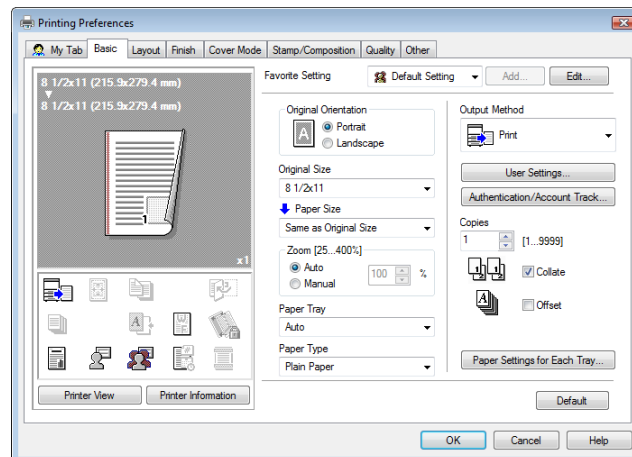 Printing Preferences
My Tab Basic Layout Finish Cover Mode Stamp/Composition Quality Other
8 1/2x11 (215.9x279.4 mm)
8 1/2x11 (215.9x279.4 mm)
1
x1
Printer View Printer Information
Favorite Setting Default Setting Add... Edit...
Original Orientation
A Portrait
Landscape
Original Size
8 1/2x11
Paper Size
Same as Original Size
Zoom [25...400%]
Auto
Manual 100 %
Paper Tray
Auto
Paper Type
Plain Paper
Output Method
Print
User Settings...
Authentication/Account Track...
Copies
1 [1...9999]
Collate
Offset
Paper Settings for Each Tray...
Default
OK Cancel Help